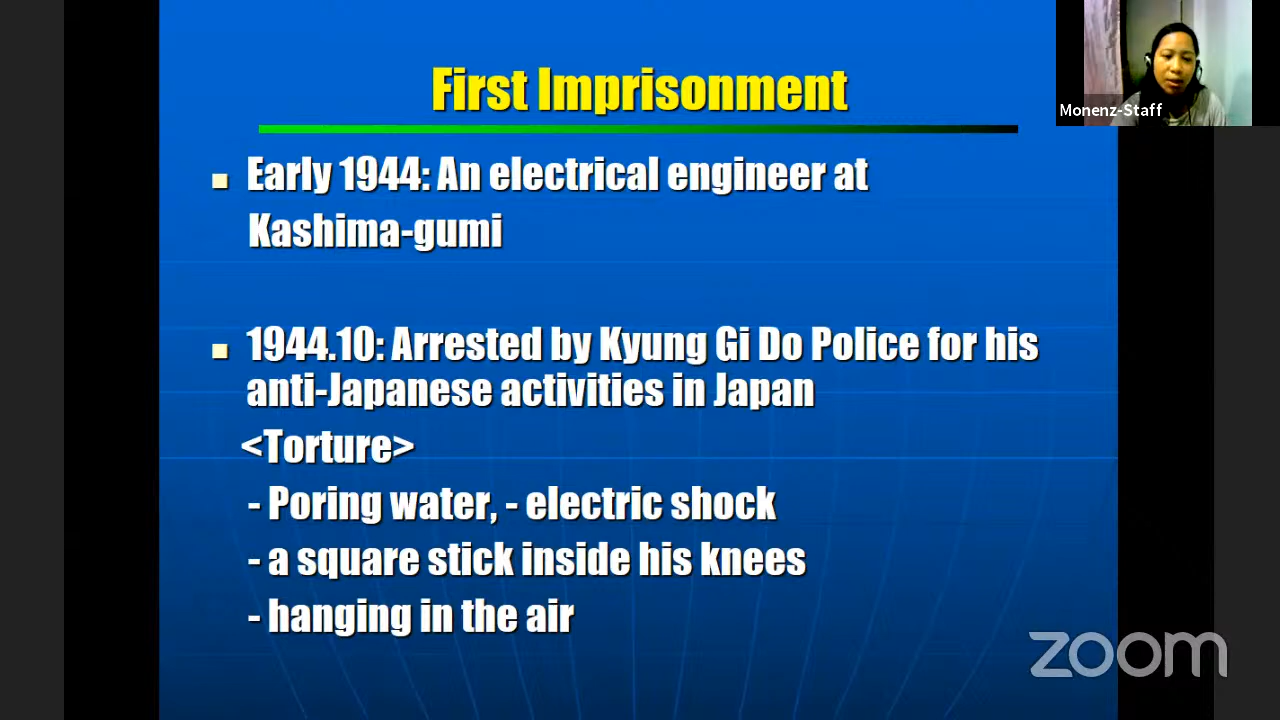 First Imprisonment
Early 1944: An electrical engineer at
Kashima-gumi
1944.10: Arrested by Kyung Gi Do Police for his
anti-Japanese activities in Japan
<Torture>
- Poring water, - electric shock
- a square stick inside his knees
- hanging in the air
Monenz-Staff
zoom